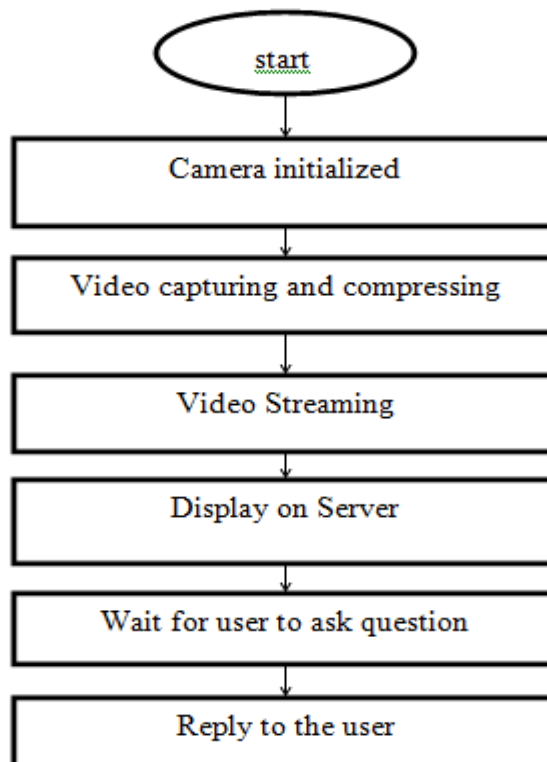 start
Camera initialized
Video capturing and compressing
Video Streaming
Display on Server
Wait for user to ask question
Reply to the user